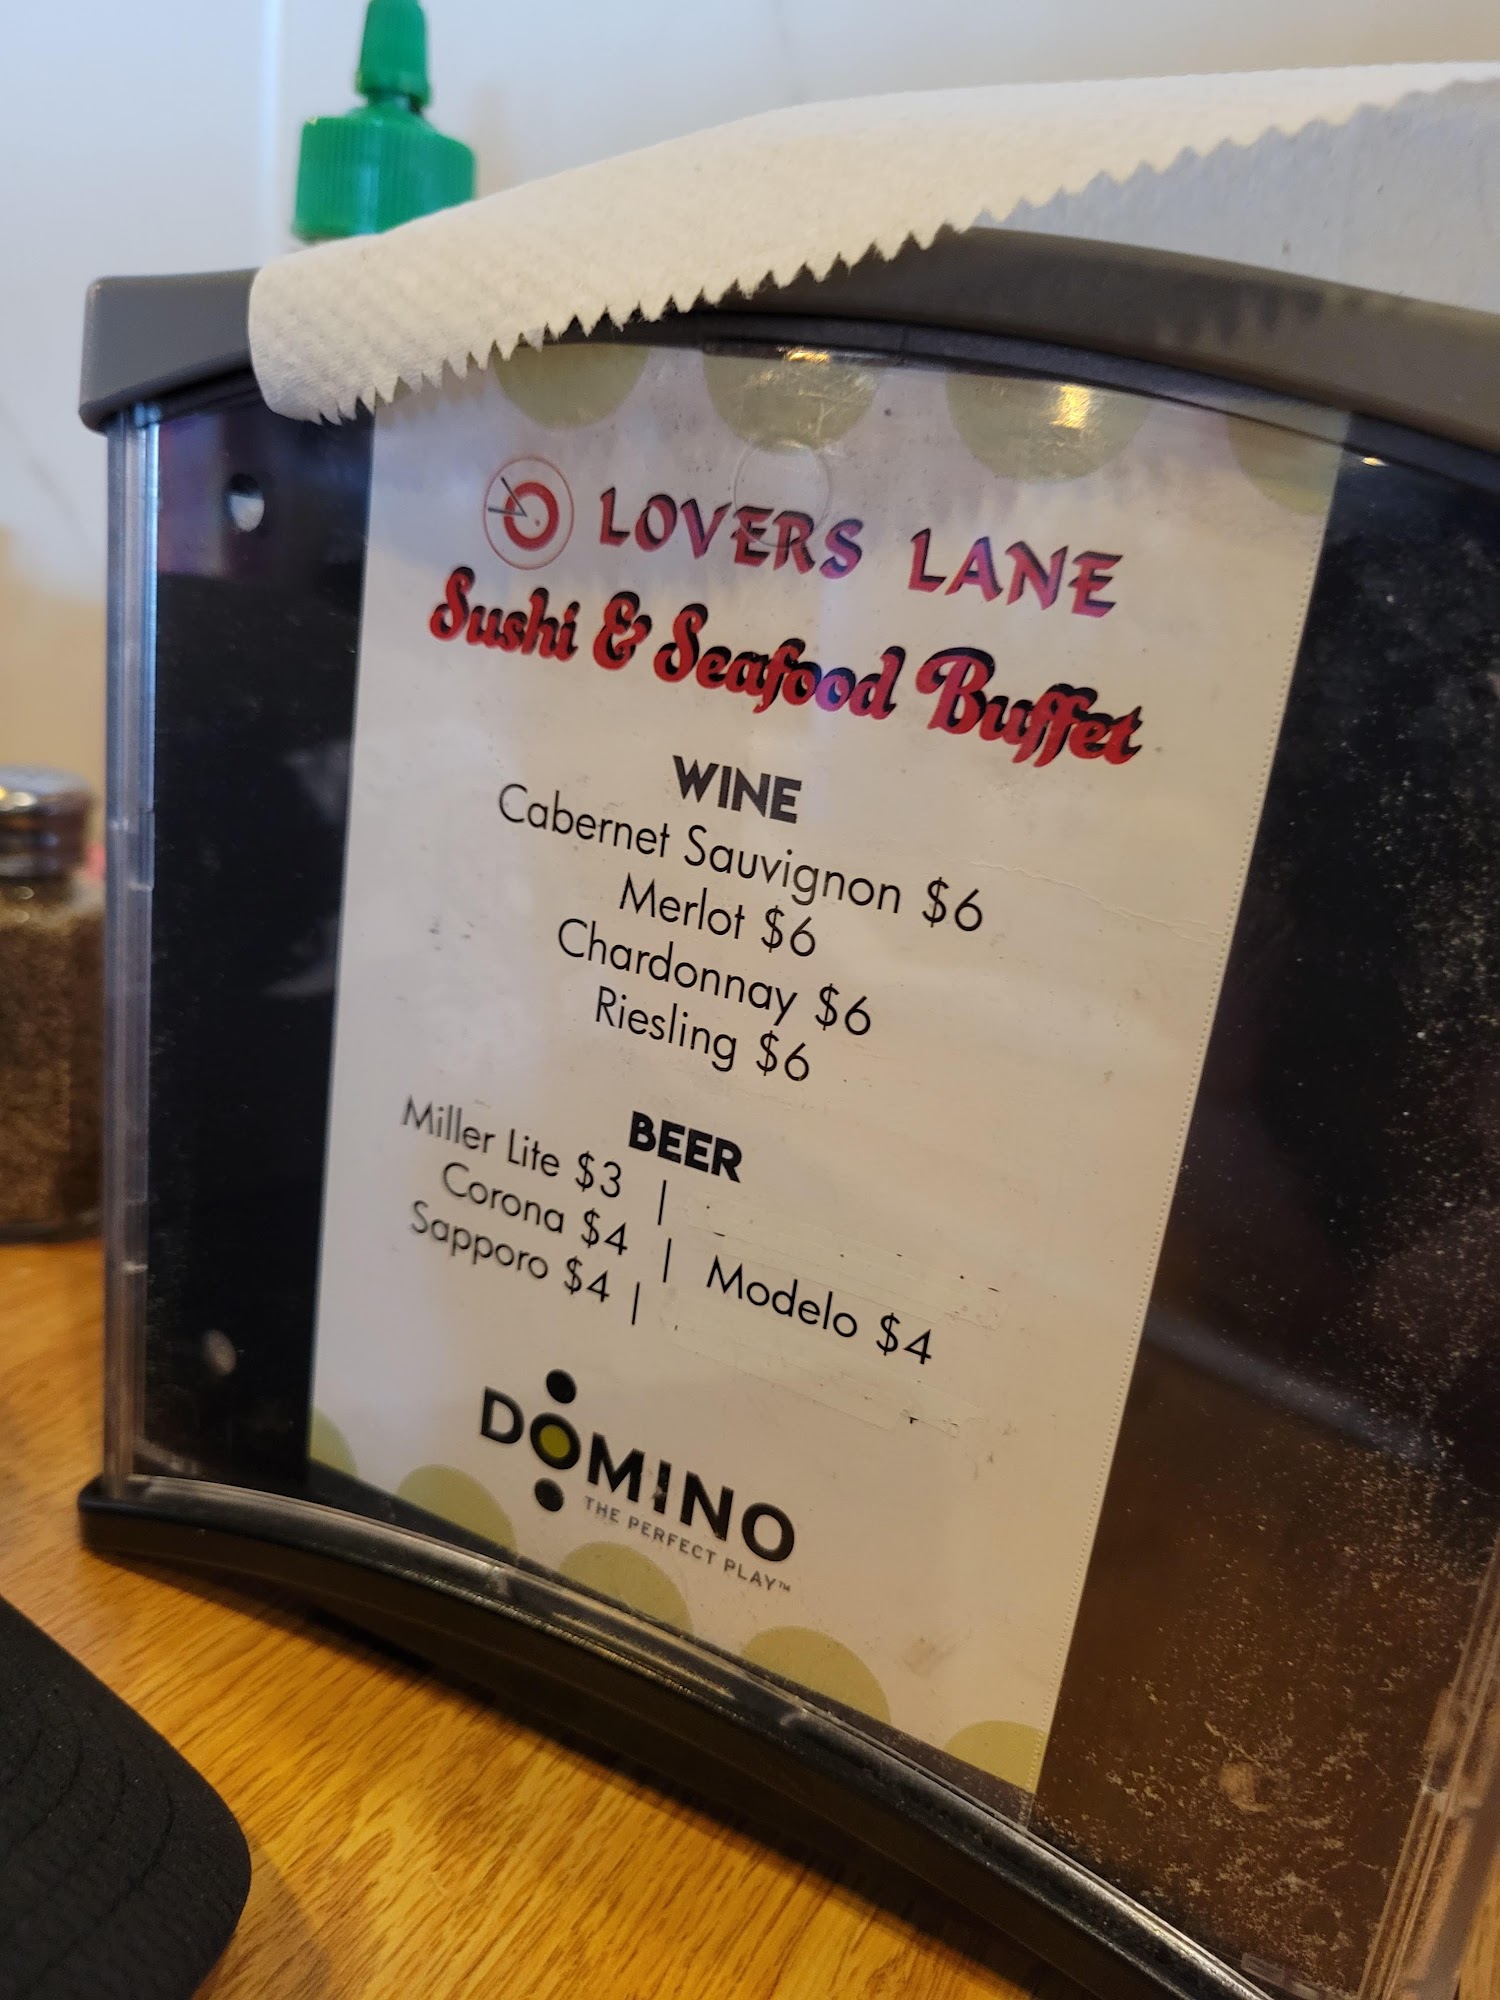 LOVERS LANE
Sushi & Seafood Buffet
WINE
Cabernet Sauvignon $6
Merlot $6
Chardonnay $6
Riesling $6
BEER
Miller Lite $3 |
Corona $4 | Modelo $4
Sapporo $4 |
DOMINO
THE PERFECT PLAY™